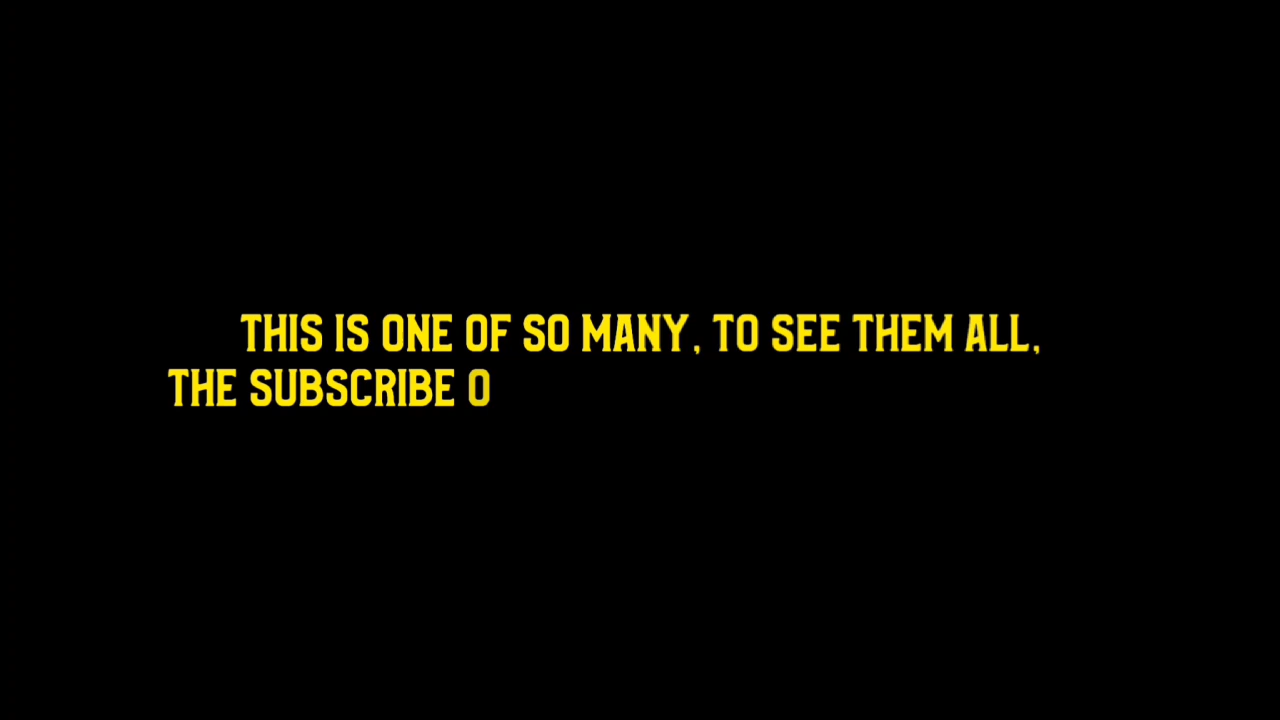 THIS IS ONE OF SO MANY, TO SEE THEM ALL,
THE SUBSCRIBE O